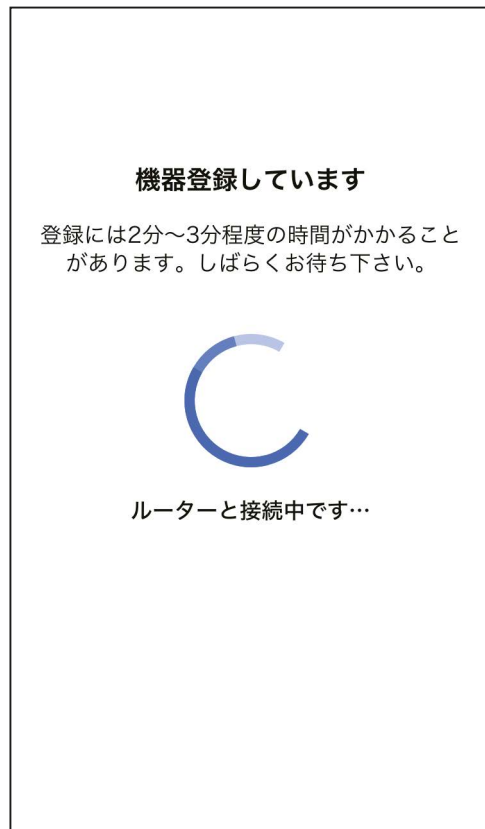 機器登録しています
登録には2分〜3分程度の時間がかかること
があります。しばらくお待ち下さい。
ルーターと接続中です…